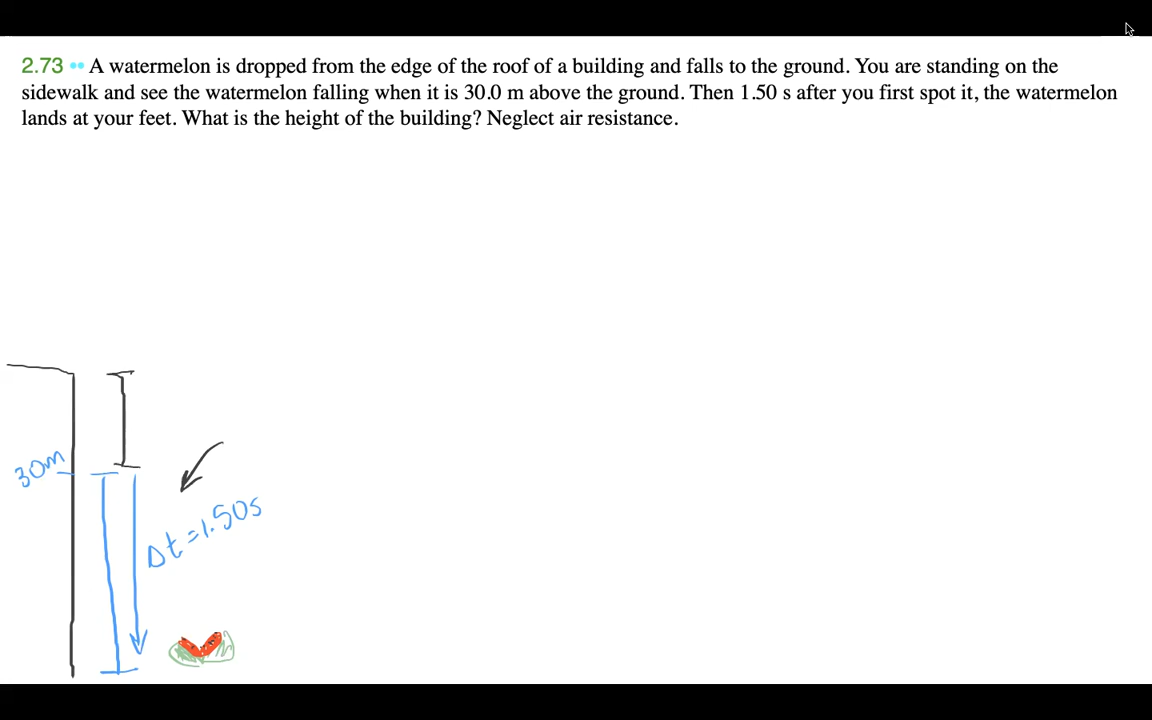 2.73 •• A watermelon is dropped from the edge of the roof of a building and falls to the ground. You are standing on the
sidewalk and see the watermelon falling when it is 30.0 m above the ground. Then 1.50 s after you first spot it, the watermelon
lands at your feet. What is the height of the building? Neglect air resistance.
30m
Δt=1.50s